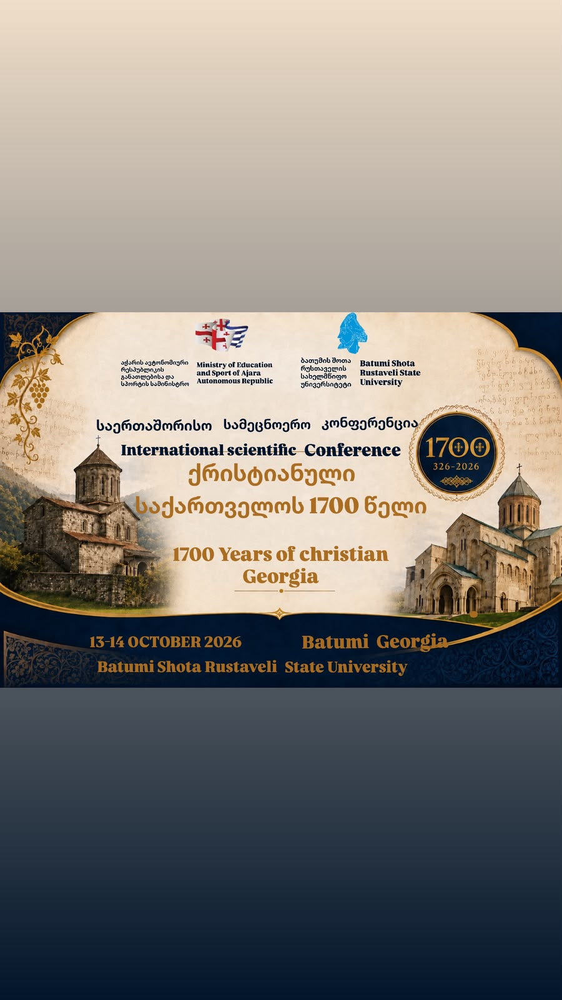 აჭარის ავტონომიური
რესპუბლიკის
განათლებისა და
სპორტის სამინისტრო
Ministry of Education
and Sport of Ajara
Autonomous Republic
ბათუმის შოთა
რუსთაველის
სახელმწიფო
უნივერსიტეტი
Batumi Shota
Rustaveli State
University
საერთაშორისო სამეცნოერო კონფერენცია
International scientific Conference
ქრისტიანული
საქართველოს 1700 წელი
1700
326-2026
1700 Years of christian
Georgia
13-14 OCTOBER 2026
Batumi Georgia
Batumi Shota Rustaveli State University